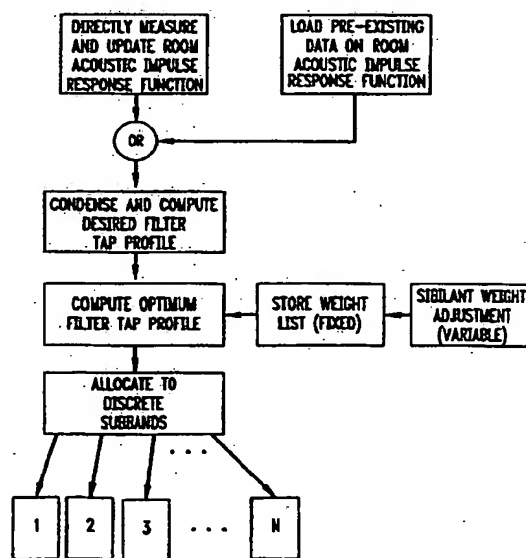 DIRECTLY MEASURE
AND UPDATE ROOM
ACOUSTIC IMPULSE
RESPONSE FUNCTION
LOAD PRE-EXISTING
DATA ON ROOM
ACOUSTIC IMPULSE
RESPONSE FUNCTION
OR
CONDENSE AND COMPUTE
DESIRED FILTER
TAP PROFILE
COMPUTE OPTIMUM
FILTER TAP PROFILE
STORE WEIGHT
LIST (FIXED)
SIBILANT WEIGHT
ADJUSTMENT
(VARIABLE)
ALLOCATE TO
DISCRETE
SUBBANDS
. . .
1
2
3
. . .
N